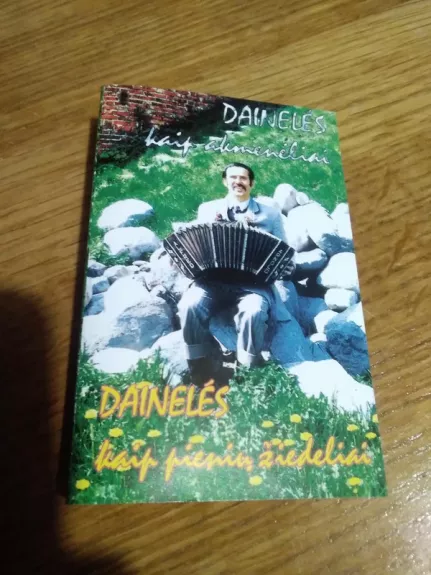 DAINELĖS
kaip akmenėliai
DAINELĖS
kaip pienių žiedeliai